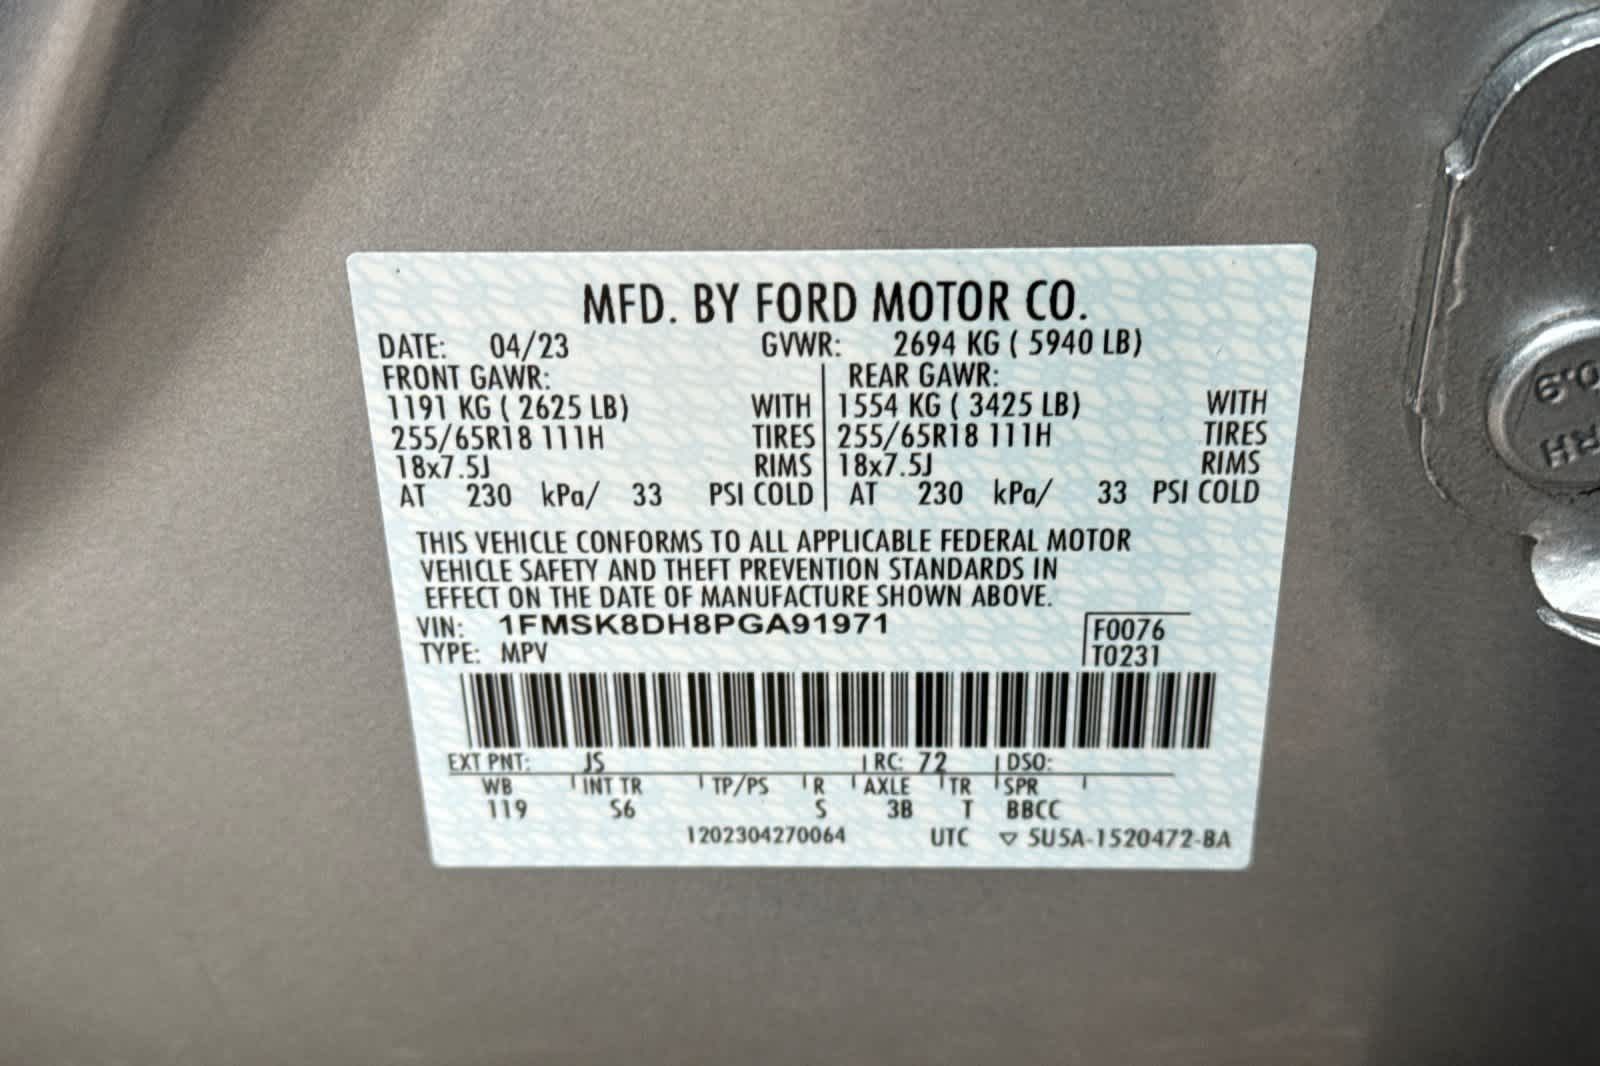 MFD. BY FORD MOTOR CO.
DATE: 04/23 GVWR: 2694 KG ( 5940 LB)
FRONT GAWR: REAR GAWR:
1191 KG ( 2625 LB) WITH 1554 KG ( 3425 LB) WITH
255/65R18 111H TIRES 255/65R18 111H TIRES
18x7.5J RIMS 18x7.5J RIMS
AT 230 kPa/ 33 PSI COLD AT 230 kPa/ 33 PSI COLD
THIS VEHICLE CONFORMS TO ALL APPLICABLE FEDERAL MOTOR
VEHICLE SAFETY AND THEFT PREVENTION STANDARDS IN
EFFECT ON THE DATE OF MANUFACTURE SHOWN ABOVE.
VIN: 1FMSK8DH8PGA91971 F0076
TYPE: MPV T0231
EXT PNT: JS RC: 72 DSO:
WB INT TR TP/PS R AXLE TR SPR
119 S6 S 3B T BBCC
1202304270064 UTC ▽ 5U5A-1520472-BA